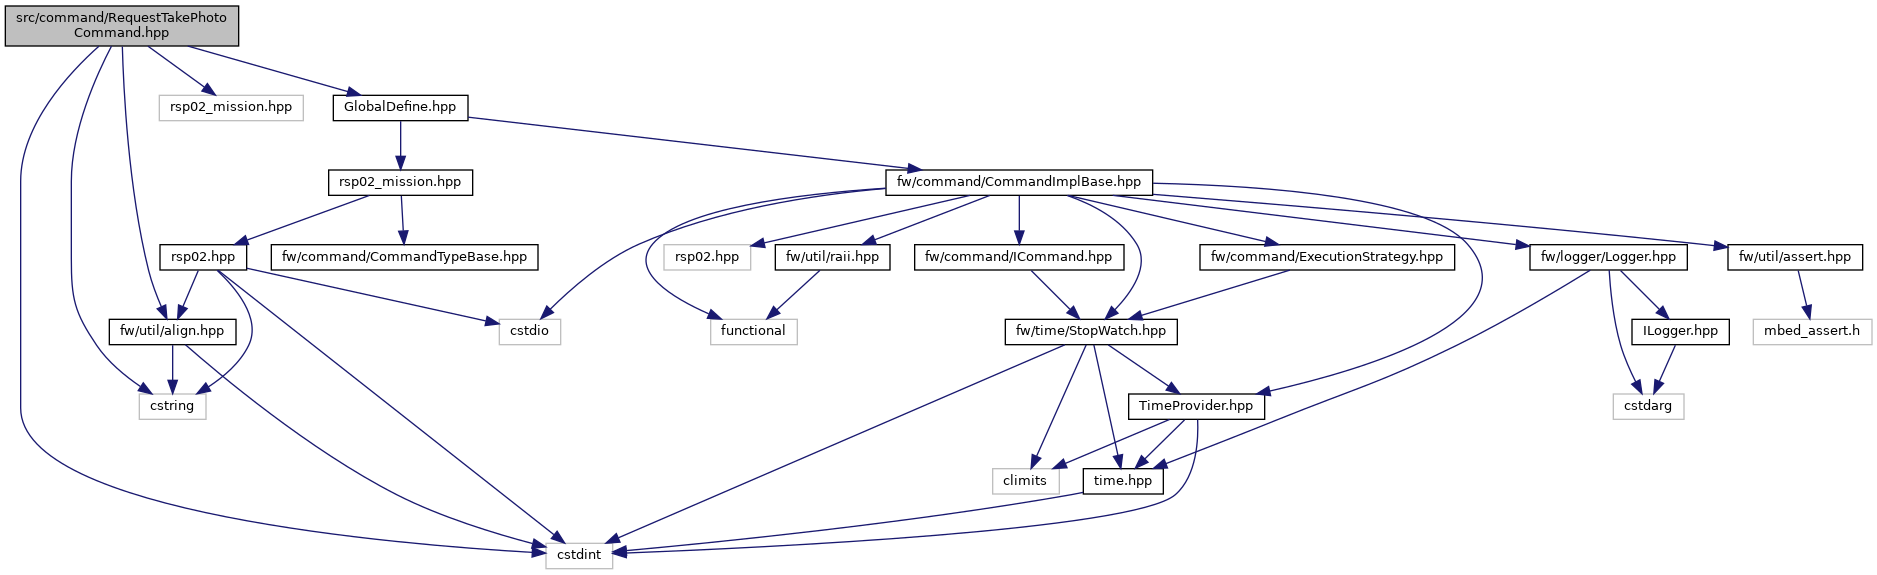 src/command/RequestTakePhoto
Command.hpp
rsp02_mission.hpp
GlobalDefine.hpp
rsp02_mission.hpp
fw/command/CommandImplBase.hpp
rsp02.hpp
fw/command/CommandTypeBase.hpp
rsp02.hpp
fw/util/raii.hpp
fw/command/ICommand.hpp
fw/command/ExecutionStrategy.hpp
fw/logger/Logger.hpp
fw/util/assert.hpp
fw/util/align.hpp
cstdio
functional
fw/time/StopWatch.hpp
ILogger.hpp
mbed_assert.h
cstring
TimeProvider.hpp
cstdarg
climits
time.hpp
cstdint